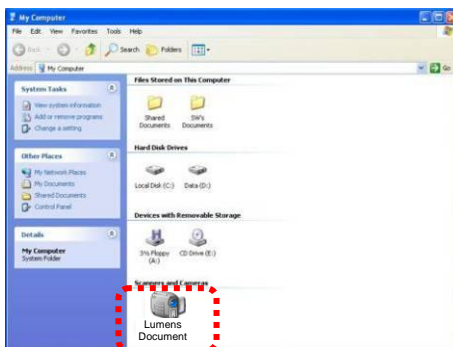 My Computer
File Edit View Favorites Tools Help
Back Search Folders
Address My Computer Go
System Tasks
View system information
Add or remove programs
Change a setting
Other Places
My Network Places
My Documents
Shared Documents
Control Panel
Details
My Computer
System Folder
Files Stored on This Computer
Shared Documents
SW's Documents
Hard Disk Drives
Local Disk (C:) Data (D:)
Devices with Removable Storage
3½ Floppy (A:)
CD Drive (E:)
Scanners and Cameras
Lumens
Document